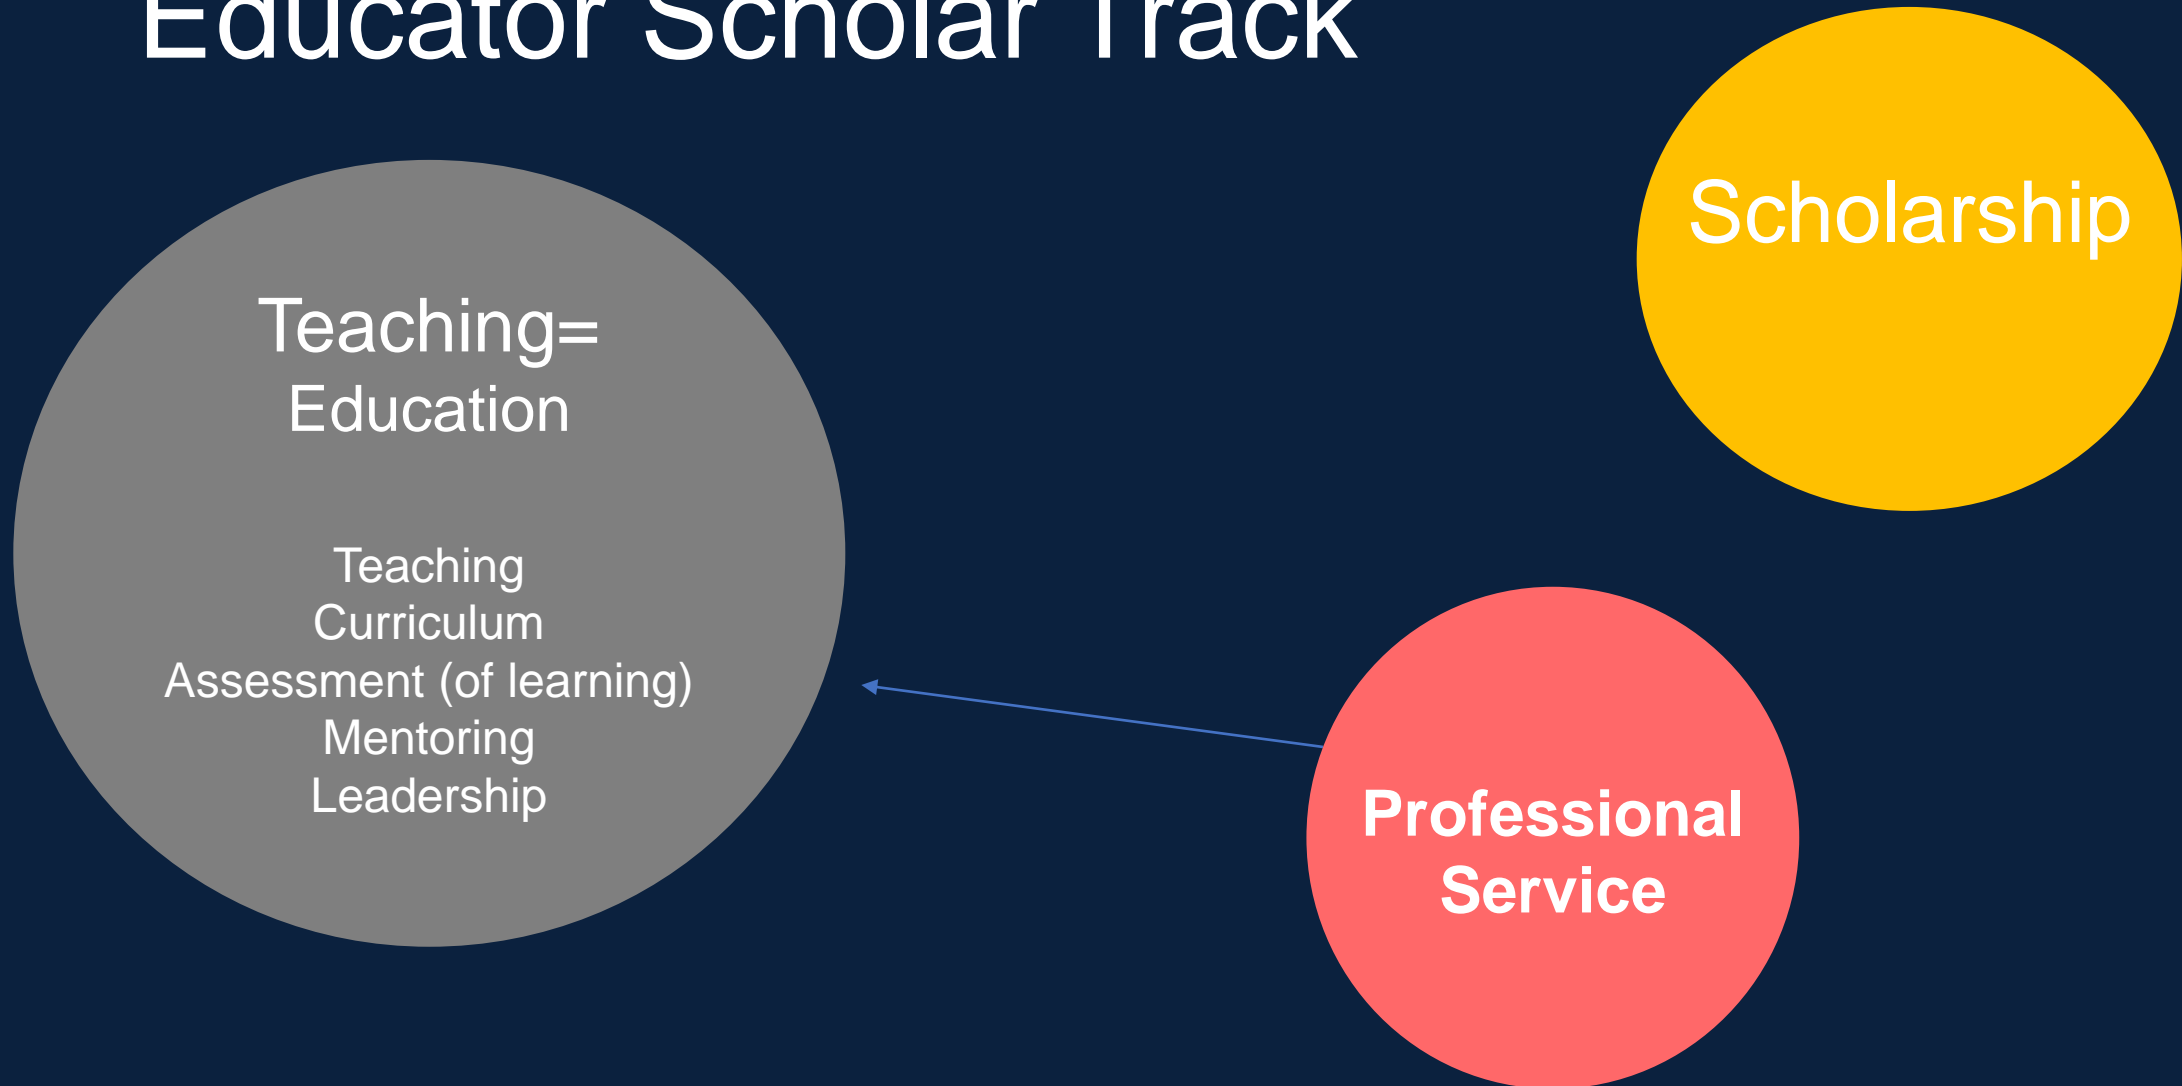 Educator Scholar Track
Scholarship
Teaching=
Education
Teaching
Curriculum
Assessment (of learning)
Mentoring
Leadership
Professional
Service